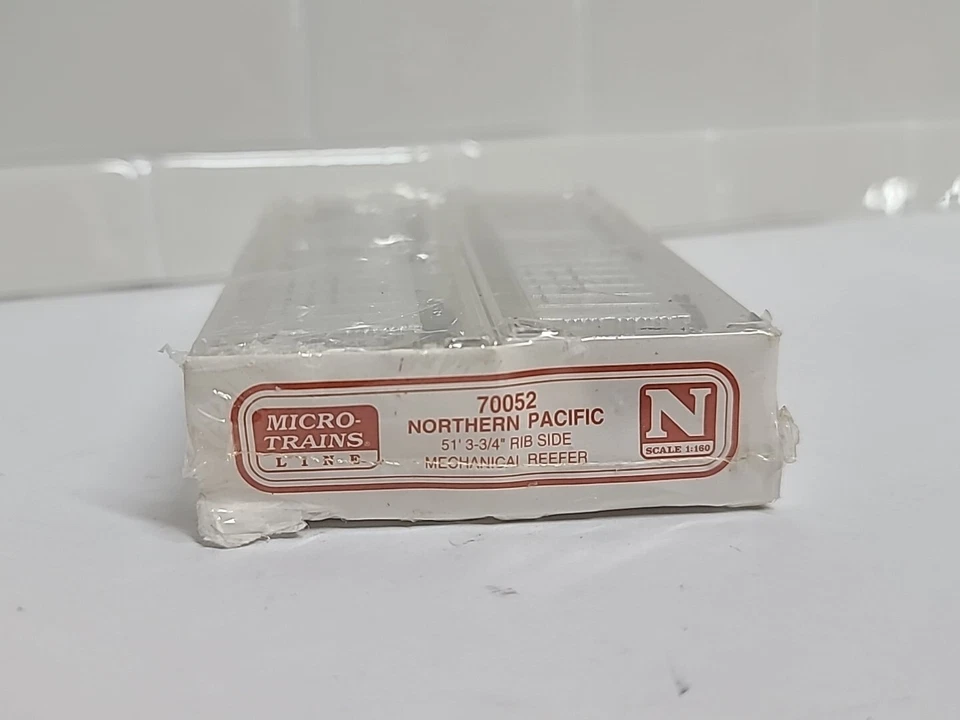 MICRO-
TRAINS®
LINE
70052
NORTHERN PACIFIC
51' 3-3/4" RIB SIDE
MECHANICAL REEFER
N
SCALE 1:160